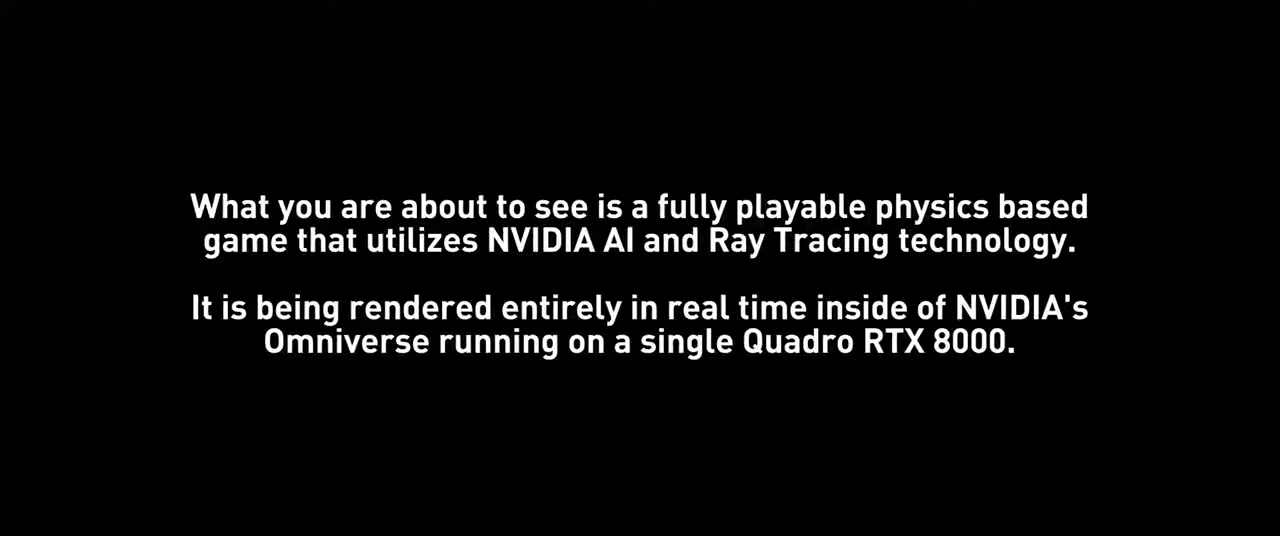 What you are about to see is a fully playable physics based
game that utilizes NVIDIA AI and Ray Tracing technology.
It is being rendered entirely in real time inside of NVIDIA's
Omniverse running on a single Quadro RTX 8000.